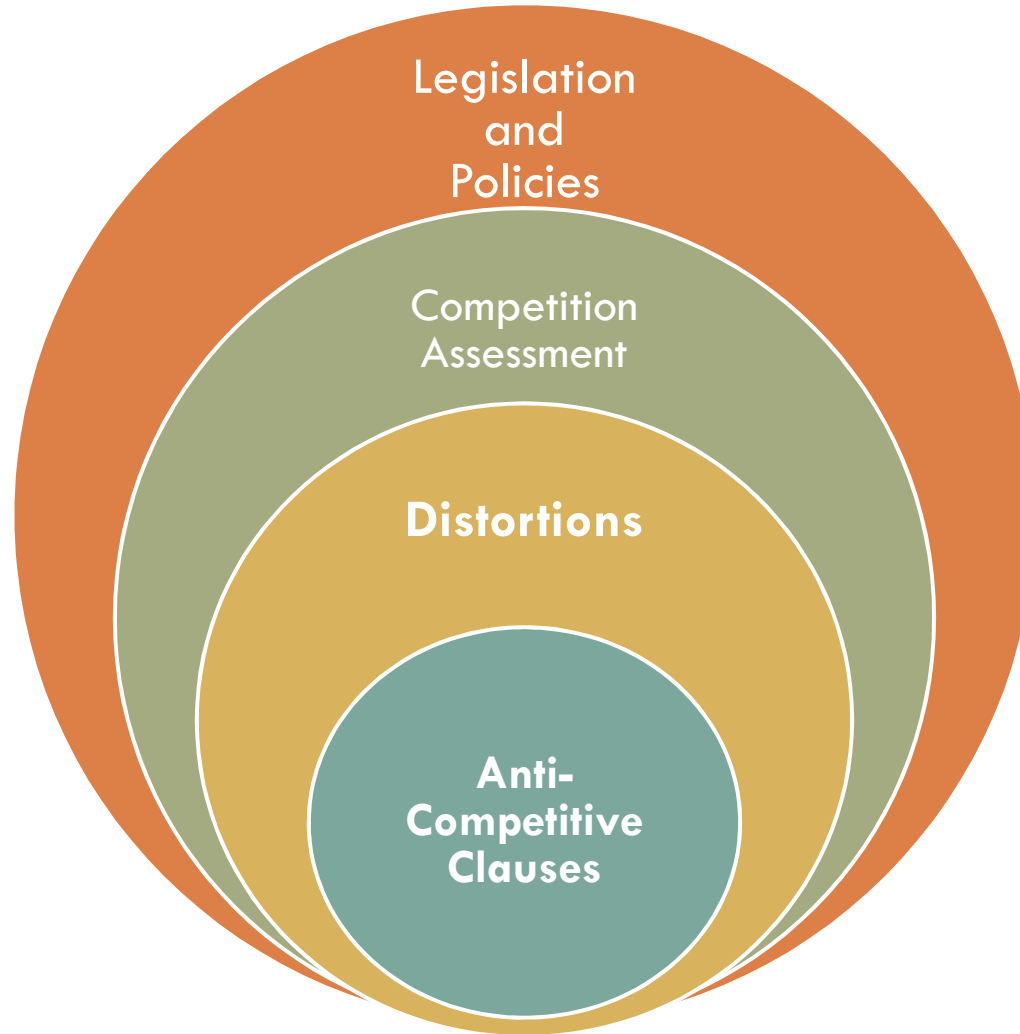 Legislation
and
Policies
Competition
Assessment
Distortions
Anti-
Competitive
Clauses